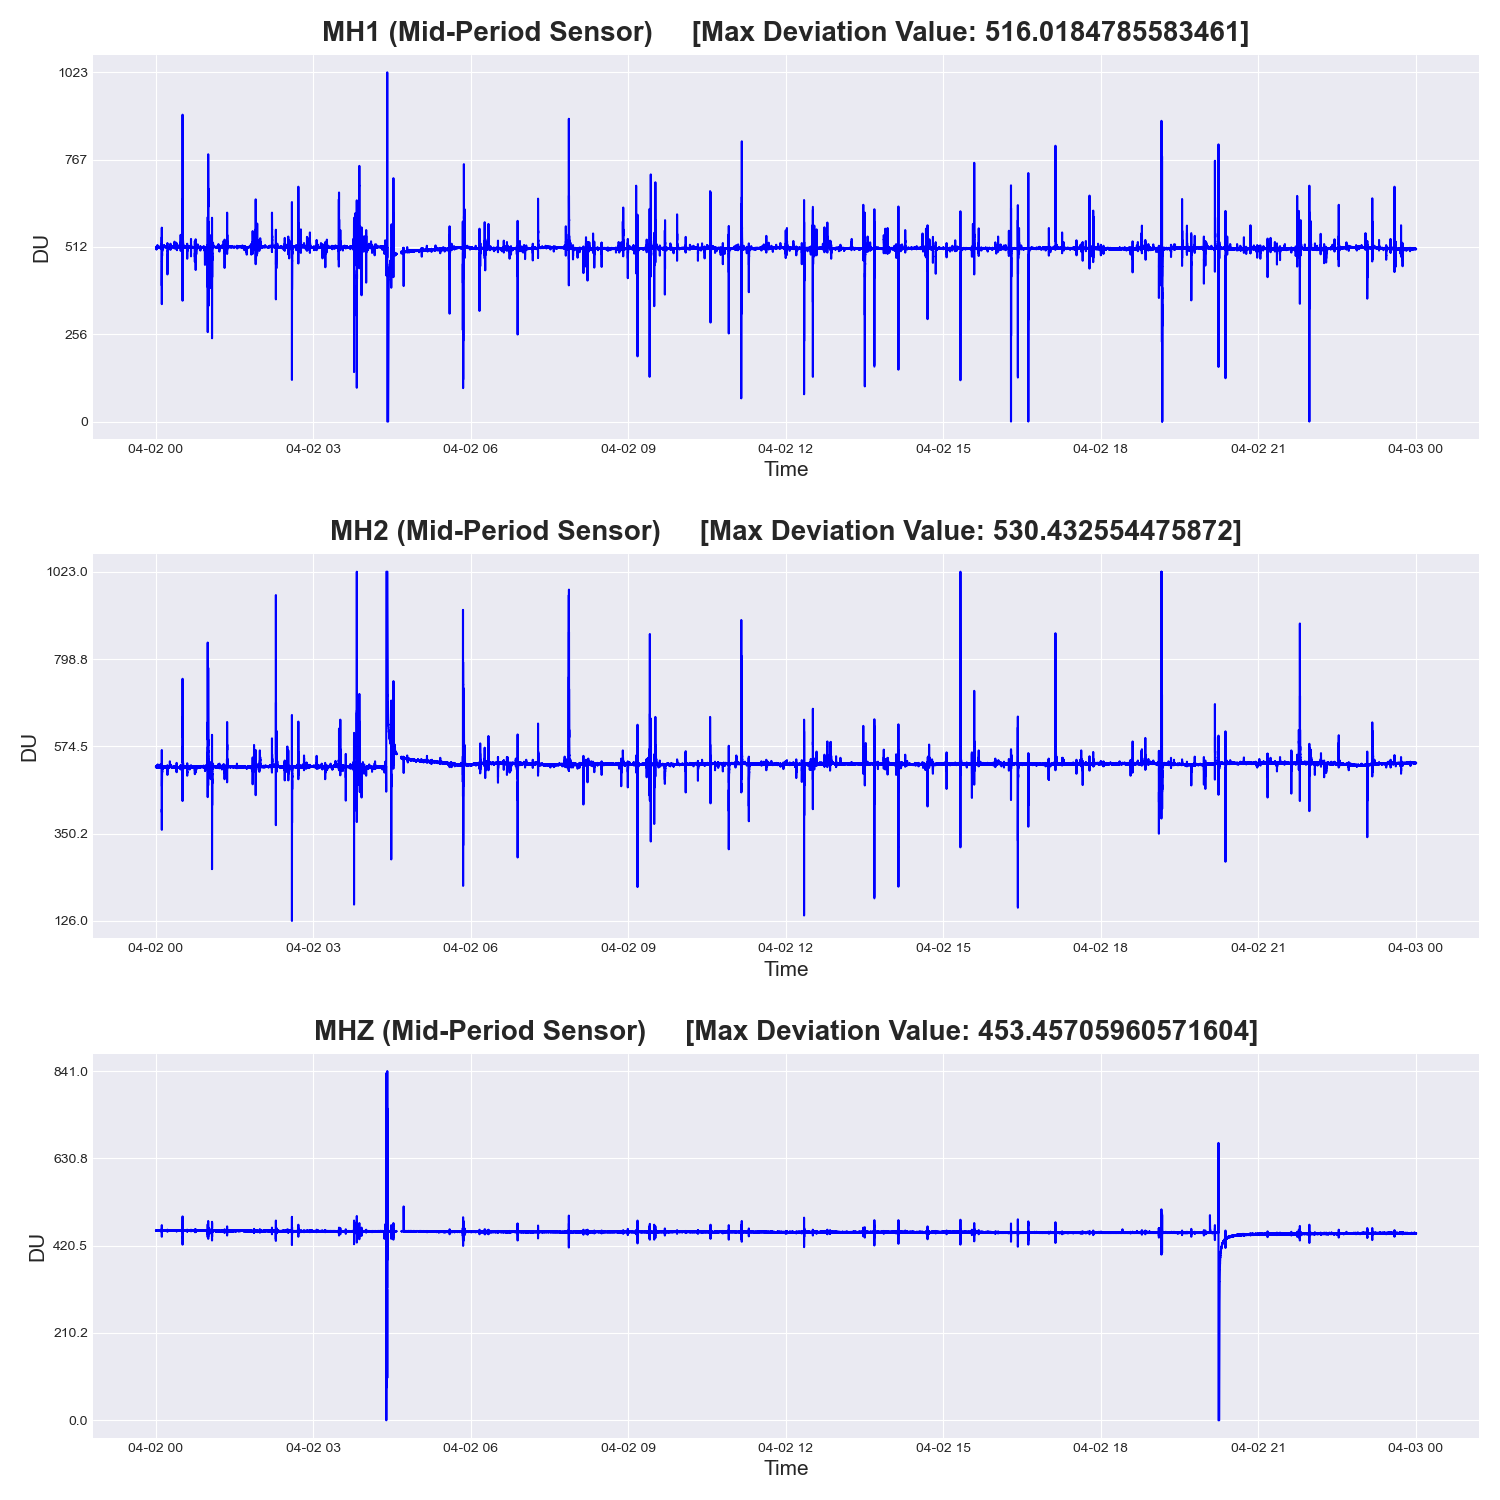 MH1 (Mid-Period Sensor) [Max Deviation Value: 516.0184785583461]
1023
767
512
256
0
DU
04-02 00 04-02 03 04-02 06 04-02 09 04-02 12 04-02 15 04-02 18 04-02 21 04-03 00
Time
MH2 (Mid-Period Sensor) [Max Deviation Value: 530.432554475872]
1023.0
798.8
574.5
350.2
126.0
DU
04-02 00 04-02 03 04-02 06 04-02 09 04-02 12 04-02 15 04-02 18 04-02 21 04-03 00
Time
MHZ (Mid-Period Sensor) [Max Deviation Value: 453.45705960571604]
841.0
630.8
420.5
210.2
0.0
DU
04-02 00 04-02 03 04-02 06 04-02 09 04-02 12 04-02 15 04-02 18 04-02 21 04-03 00
Time